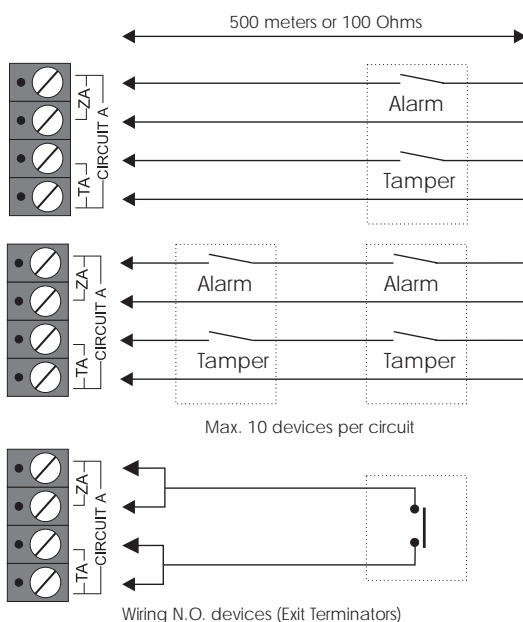 500 meters or 100 Ohms
ZA
TA
CIRCUIT A
Alarm
Tamper
ZA
TA
CIRCUIT A
Alarm
Alarm
Tamper
Tamper
Max. 10 devices per circuit
ZA
TA
CIRCUIT A
Wiring N.O. devices (Exit Terminators)